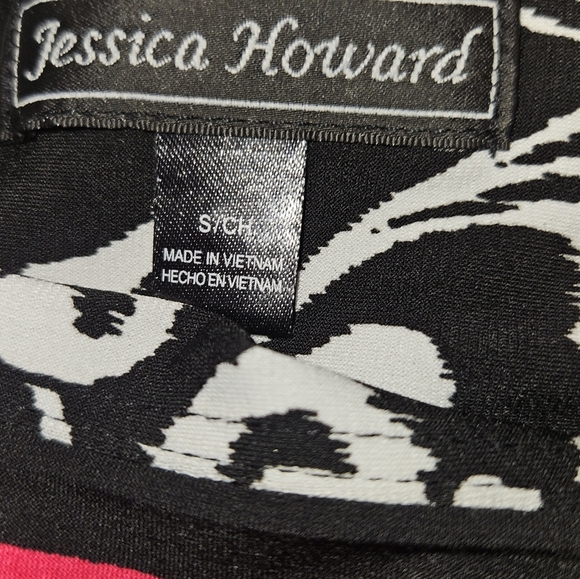 Jessica Howard
S/CH
MADE IN VIETNAM
HECHO EN VIETNAM